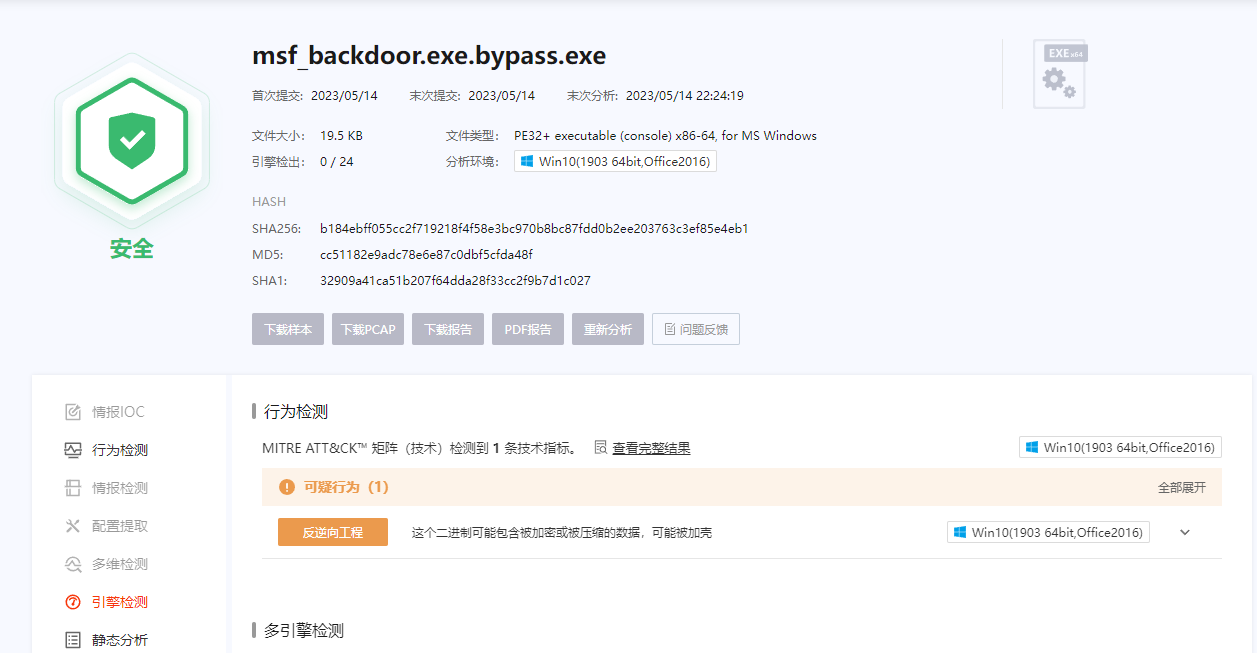 msf_backdoor.exe.bypass.exe
EXE x64
首次提交: 2023/05/14 末次提交: 2023/05/14 末次分析: 2023/05/14 22:24:19
文件大小: 19.5 KB 文件类型: PE32+ executable (console) x86-64, for MS Windows
引擎检出: 0 / 24 分析环境: Win10(1903 64bit,Office2016)
HASH
SHA256: b184ebff055cc2f719218f4f58e3bc970b8bc87fdd0b2ee203763c3ef85e4eb1
安全
MD5: cc51182e9adc78e6e87c0dbf5cfda48f
SHA1: 32909a41ca51b207f64dda28f33cc2f9b7d1c027
下载样本 下载PCAP 下载报告 PDF报告 重新分析 问题反馈
情报IOC
行为检测
情报检测
配置提取
多维检测
引擎检测
静态分析
行为检测
MITRE ATT&CK™ 矩阵（技术）检测到 1 条技术指标。 查看完整结果 Win10(1903 64bit,Office2016)
可疑行为（1） 全部展开
反逆向工程 这个二进制可能包含被加密或被压缩的数据，可能被加壳 Win10(1903 64bit,Office2016)
多引擎检测